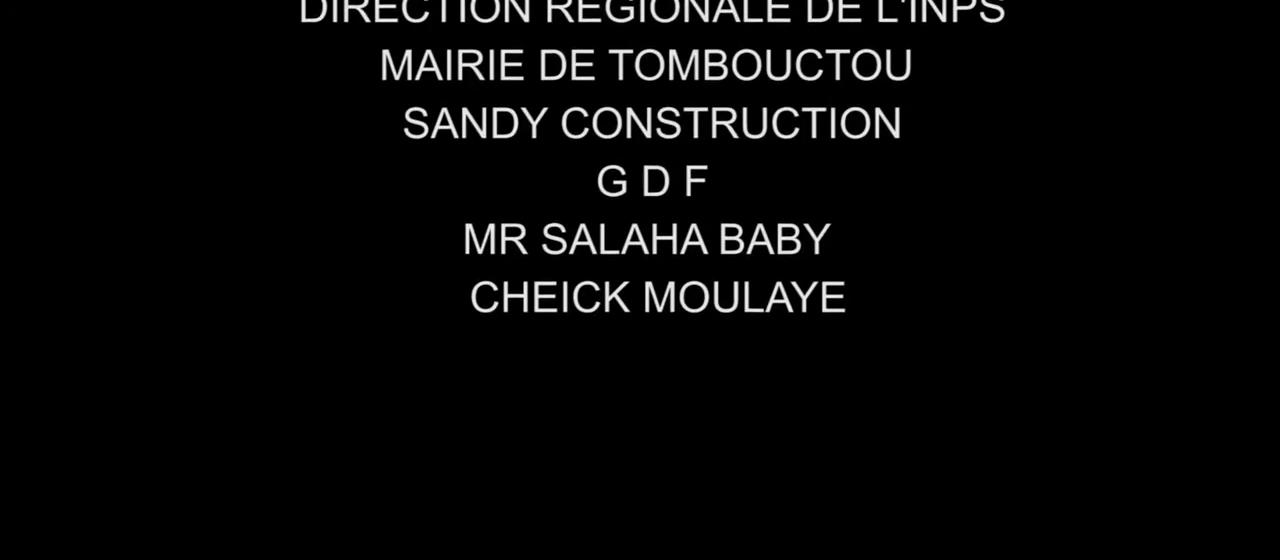 DIRECTION REGIONALE DE L'INPS
MAIRIE DE TOMBOUCTOU
SANDY CONSTRUCTION
G D F
MR SALAHA BABY
CHEICK MOULAYE